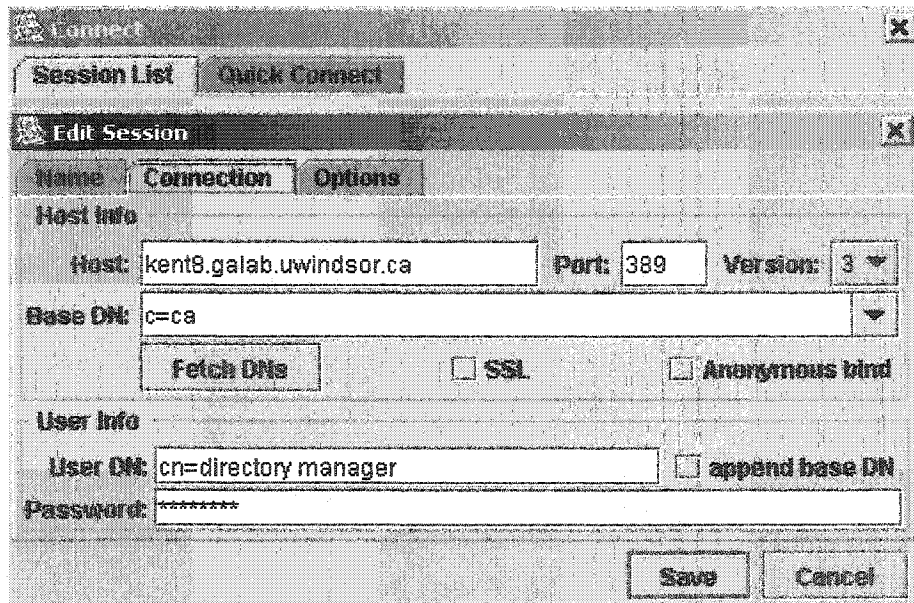 Connect
Session List Quick Connect
Edit Session
Name Connection Options
Host Info
Host: kent8.galab.uwindsor.ca Port: 389 Version: 3
Base DN: c=ca
Fetch DNs SSL Anonymous bind
User Info
User DN: cn=directory manager append base DN
Password: ********
Save Cancel